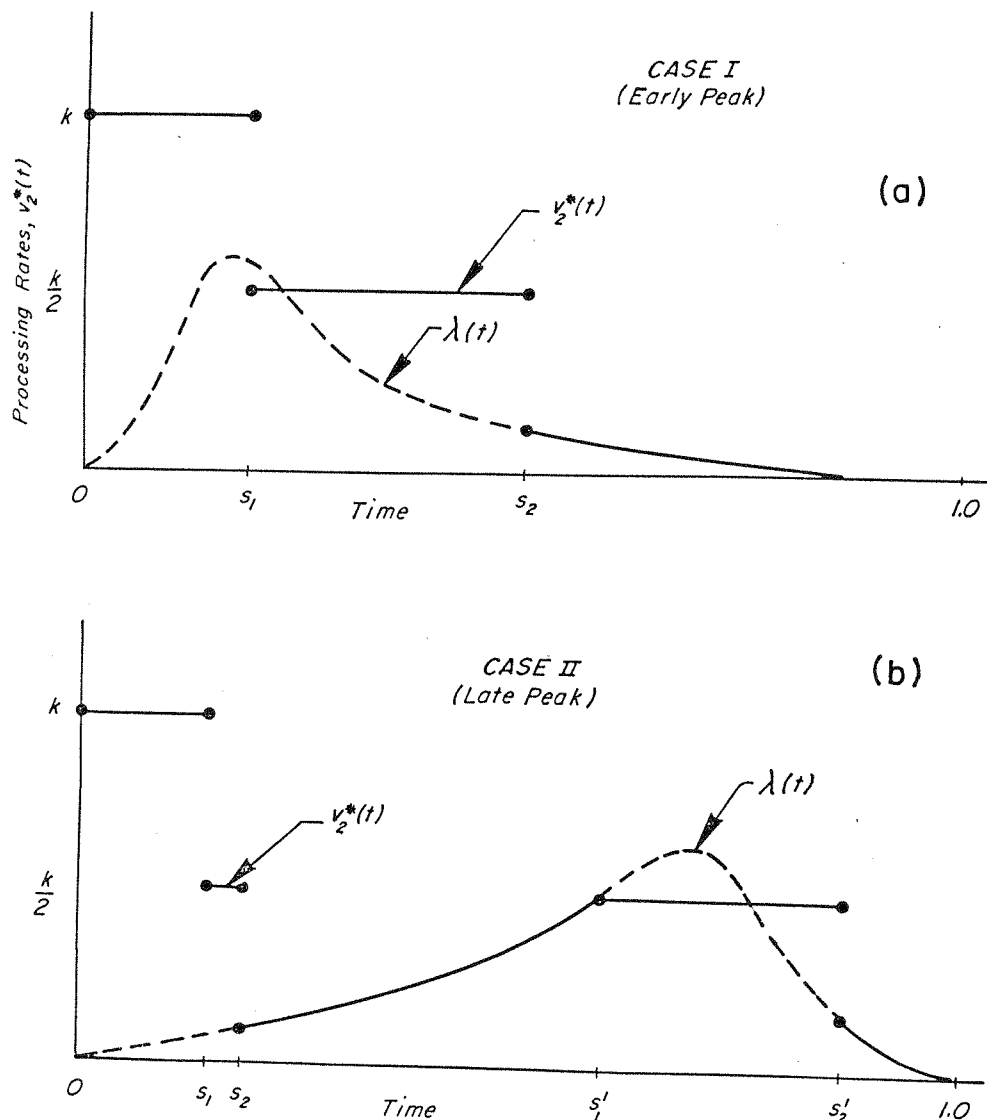 CASE I
(Early Peak)
(a)
k
k/2
Processing Rates, v₂*(t)
v₂*(t)
λ(t)
0
s₁
Time
s₂
1.0
CASE II
(Late Peak)
(b)
k
k/2
v₂*(t)
λ(t)
0
s₁
s₂
Time
s₁'
s₂'
1.0